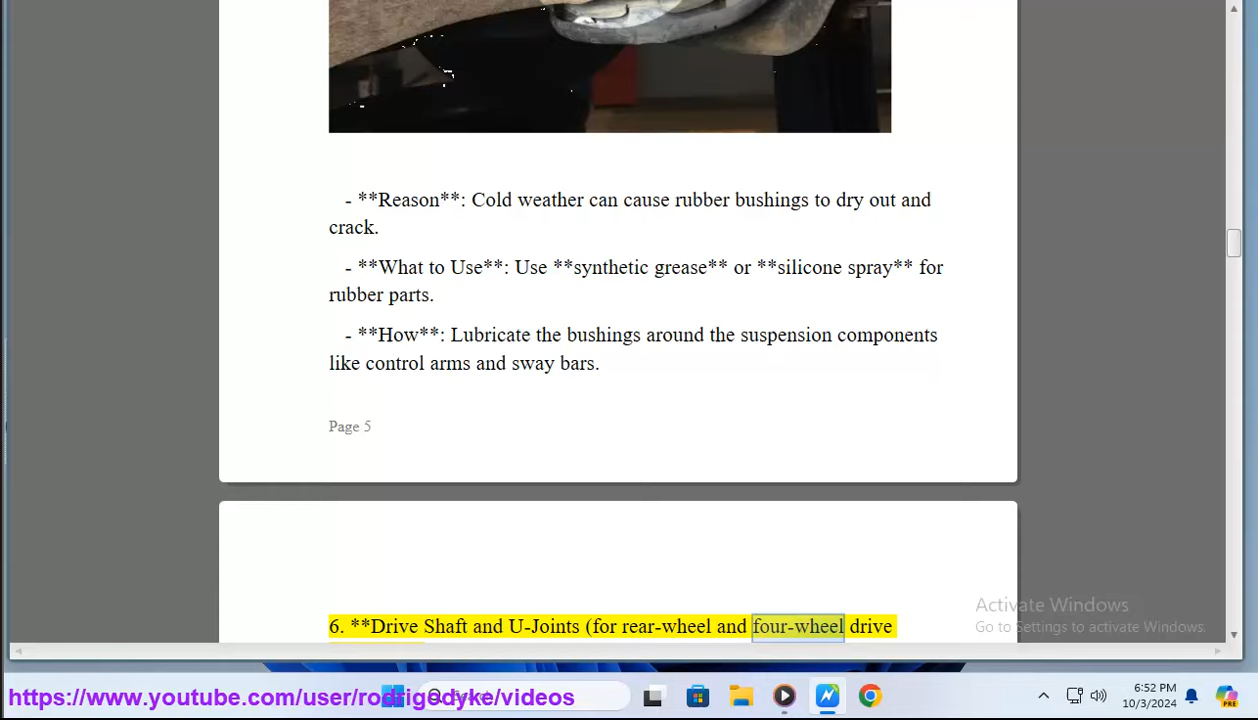 - **Reason**: Cold weather can cause rubber bushings to dry out and
crack.
- **What to Use**: Use **synthetic grease** or **silicone spray** for
rubber parts.
- **How**: Lubricate the bushings around the suspension components
like control arms and sway bars.
Page 5
6. **Drive Shaft and U-Joints (for rear-wheel and four-wheel drive
Activate Windows
Go to Settings to activate Windows.
https://www.youtube.com/user/rodrigedyke/videos
6:52 PM
10/3/2024
PRE